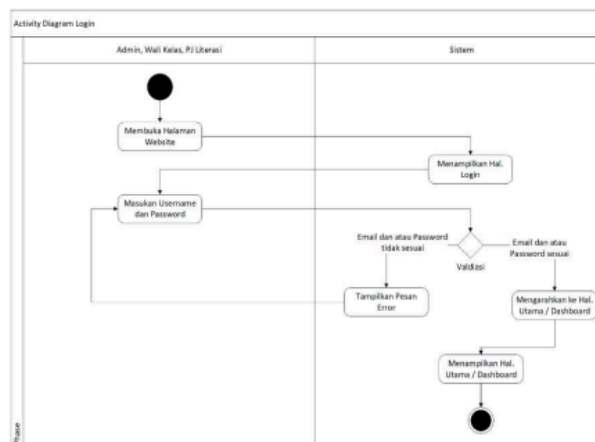 Activity Diagram Login
Admin, Wali Kelas, PJ Literasi
Sistem
Membuka Halaman
Website
Menampilkan Hal.
Login
Masukan Username
dan Password
Email dan atau Password
tidak sesuai
Email dan atau
Password sesuai
Valdiasi
Tampilkan Pesan
Error
Mengarahkan ke Hal.
Utama / Dashboard
Menampilkan Hal.
Utama / Dashboard
Phase